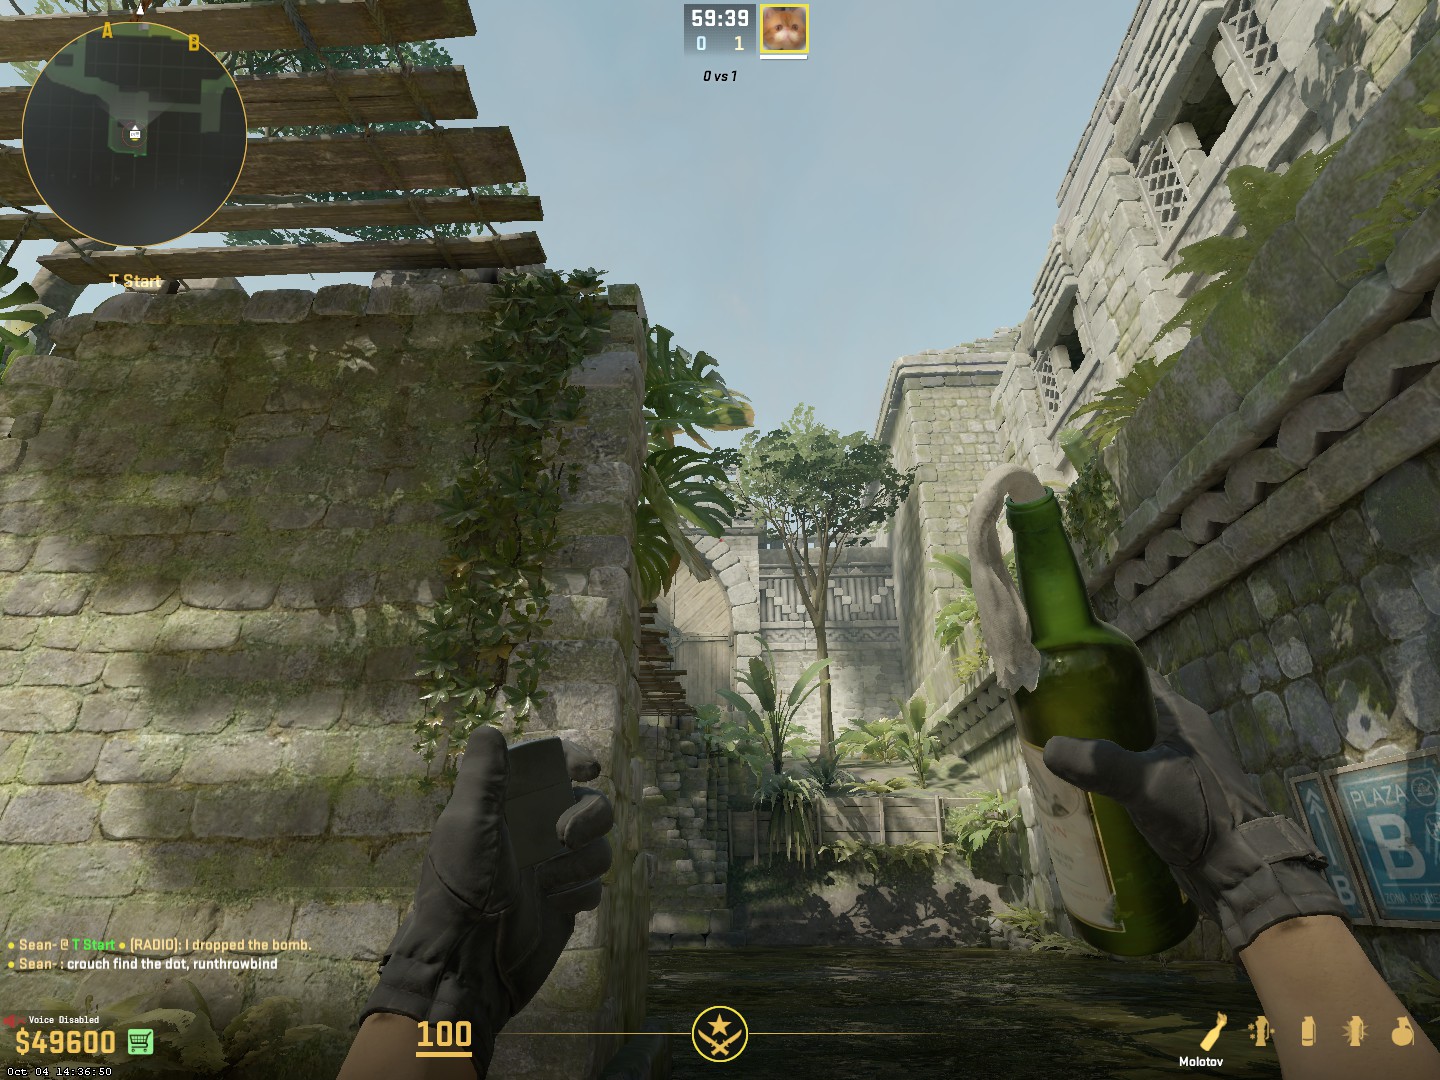 A
B
59:39
0 1
0 vs 1
T Start
PLAZA
B
B
Sean- @ T Start ● (RADIO): I dropped the bomb.
Sean- : crouch find the dot, runthrowbind
Voice Disabled
$49600
100
Molotov
Oct 04 14:36:50